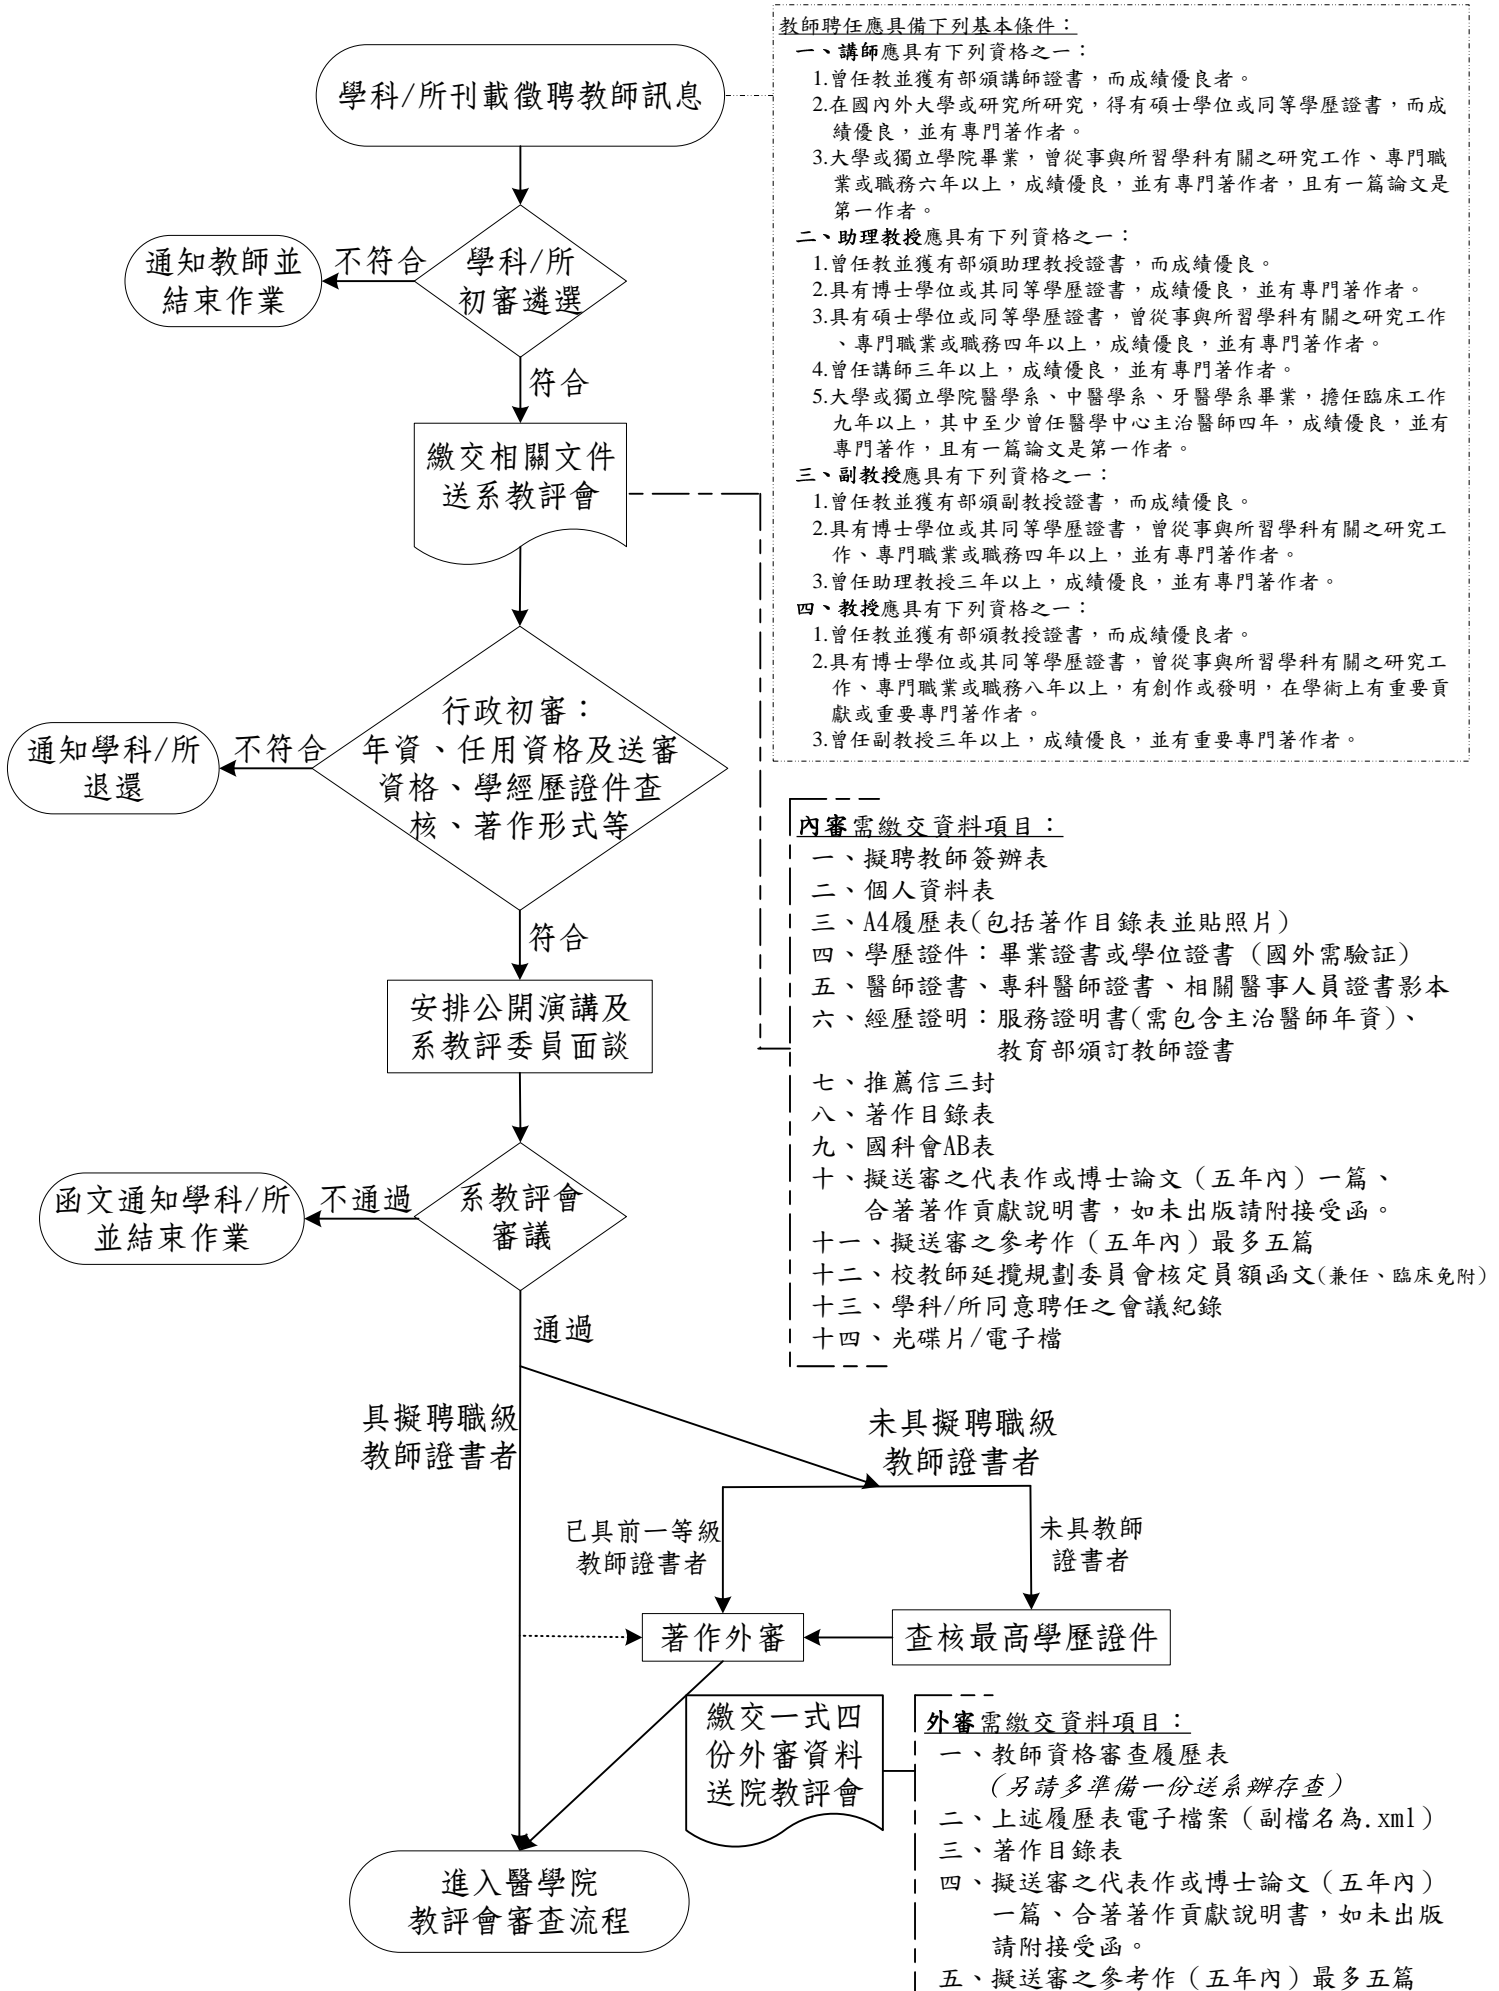 學科/所刊載徵聘教師訊息
教師聘任應具備下列基本條件：
一、講師應具有下列資格之一：
1.曾任教並獲有部頒講師證書，而成績優良者。
2.在國內外大學或研究所研究，得有碩士學位或同等學歷證書，而成
績優良，並有專門著作者。
3.大學或獨立學院畢業，曾從事與所習學科有關之研究工作、專門職
業或職務六年以上，成績優良，並有專門著作者，且有一篇論文是
第一作者。
二、助理教授應具有下列資格之一：
1.曾任教並獲有部頒助理教授證書，而成績優良。
2.具有博士學位或其同等學歷證書，成績優良，並有專門著作者。
3.具有碩士學位或同等學歷證書，曾從事與所習學科有關之研究工作
、專門職業或職務四年以上，成績優良，並有專門著作者。
4.曾任講師三年以上，成績優良，並有專門著作者。
5.大學或獨立學院醫學系、中醫學系、牙醫學系畢業，擔任臨床工作
九年以上，其中至少曾任醫學中心主治醫師四年，成績優良，並有
專門著作，且有一篇論文是第一作者。
三、副教授應具有下列資格之一：
1.曾任教並獲有部頒副教授證書，而成績優良。
2.具有博士學位或其同等學歷證書，曾從事與所習學科有關之研究工
作、專門職業或職務四年以上，並有專門著作者。
3.曾任助理教授三年以上，成績優良，並有專門著作者。
四、教授應具有下列資格之一：
1.曾任教並獲有部頒教授證書，而成績優良者。
2.具有博士學位或其同等學歷證書，曾從事與所習學科有關之研究工
作、專門職業或職務八年以上，有創作或發明，在學術上有重要貢
獻或重要專門著作者。
3.曾任副教授三年以上，成績優良，並有重要專門著作者。
學科/所
初審遴選
不符合
通知教師並
結束作業
符合
繳交相關文件
送系教評會
行政初審：
年資、任用資格及送審
資格、學經歷證件查
核、著作形式等
不符合
通知學科/所
退還
符合
內審需繳交資料項目：
一、擬聘教師簽辦表
二、個人資料表
三、A4履歷表(包括著作目錄表並貼照片)
四、學歷證件：畢業證書或學位證書（國外需驗証）
五、醫師證書、專科醫師證書、相關醫事人員證書影本
六、經歷證明：服務證明書(需包含主治醫師年資)、
教育部頒訂教師證書
七、推薦信三封
八、著作目錄表
九、國科會AB表
十、擬送審之代表作或博士論文（五年內）一篇、
合著著作貢獻說明書，如未出版請附接受函。
十一、擬送審之參考作（五年內）最多五篇
十二、校教師延攬規劃委員會核定員額函文(兼任、臨床免附)
十三、學科/所同意聘任之會議紀錄
十四、光碟片/電子檔
安排公開演講及
系教評委員面談
系教評會
審議
不通過
函文通知學科/所
並結束作業
通過
具擬聘職級
教師證書者
未具擬聘職級
教師證書者
已具前一等級
教師證書者
未具教師
證書者
著作外審
查核最高學歷證件
繳交一式四
份外審資料
送院教評會
外審需繳交資料項目：
一、教師資格審查履歷表
（另請多準備一份送系辦存查）
二、上述履歷表電子檔案（副檔名為.xml）
三、著作目錄表
四、擬送審之代表作或博士論文（五年內）
一篇、合著著作貢獻說明書，如未出版
請附接受函。
五、擬送審之參考作（五年內）最多五篇
進入醫學院
教評會審查流程